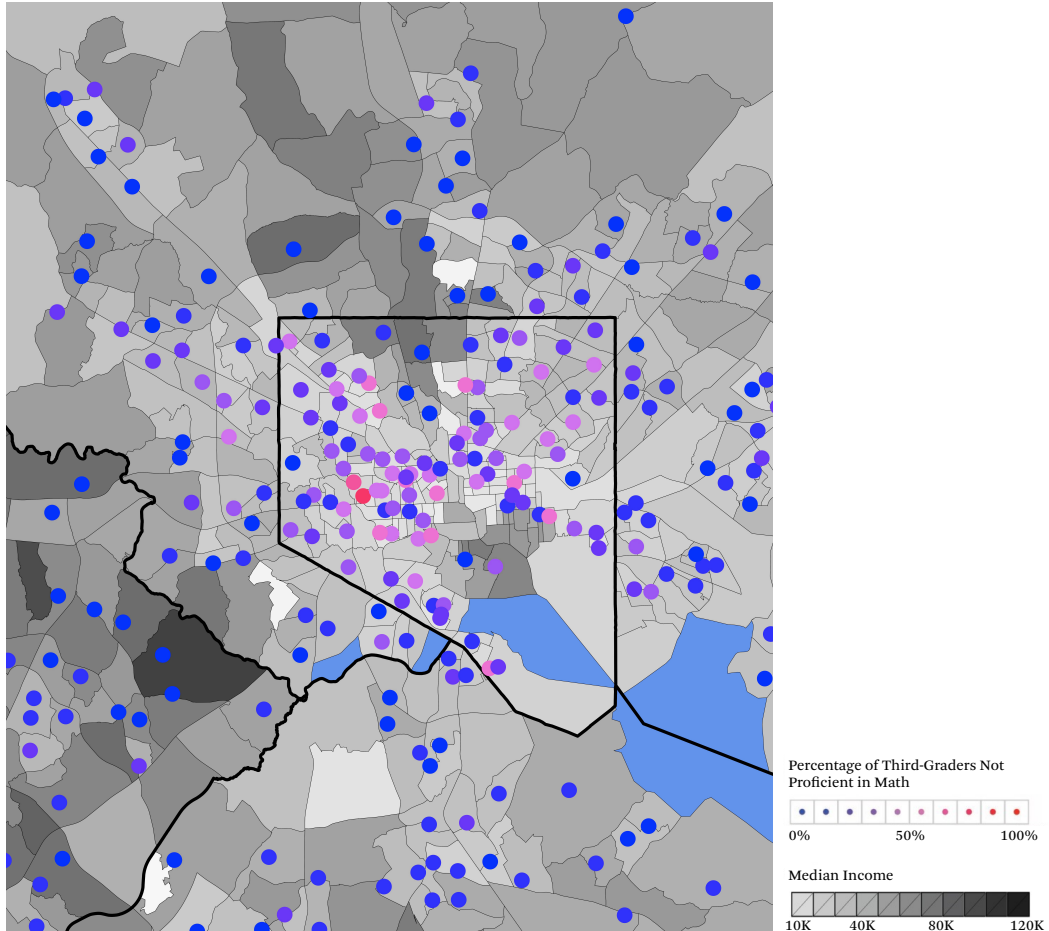 Percentage of Third-Graders Not
Proficient in Math
0% 50% 100%
Median Income
10K 40K 80K 120K